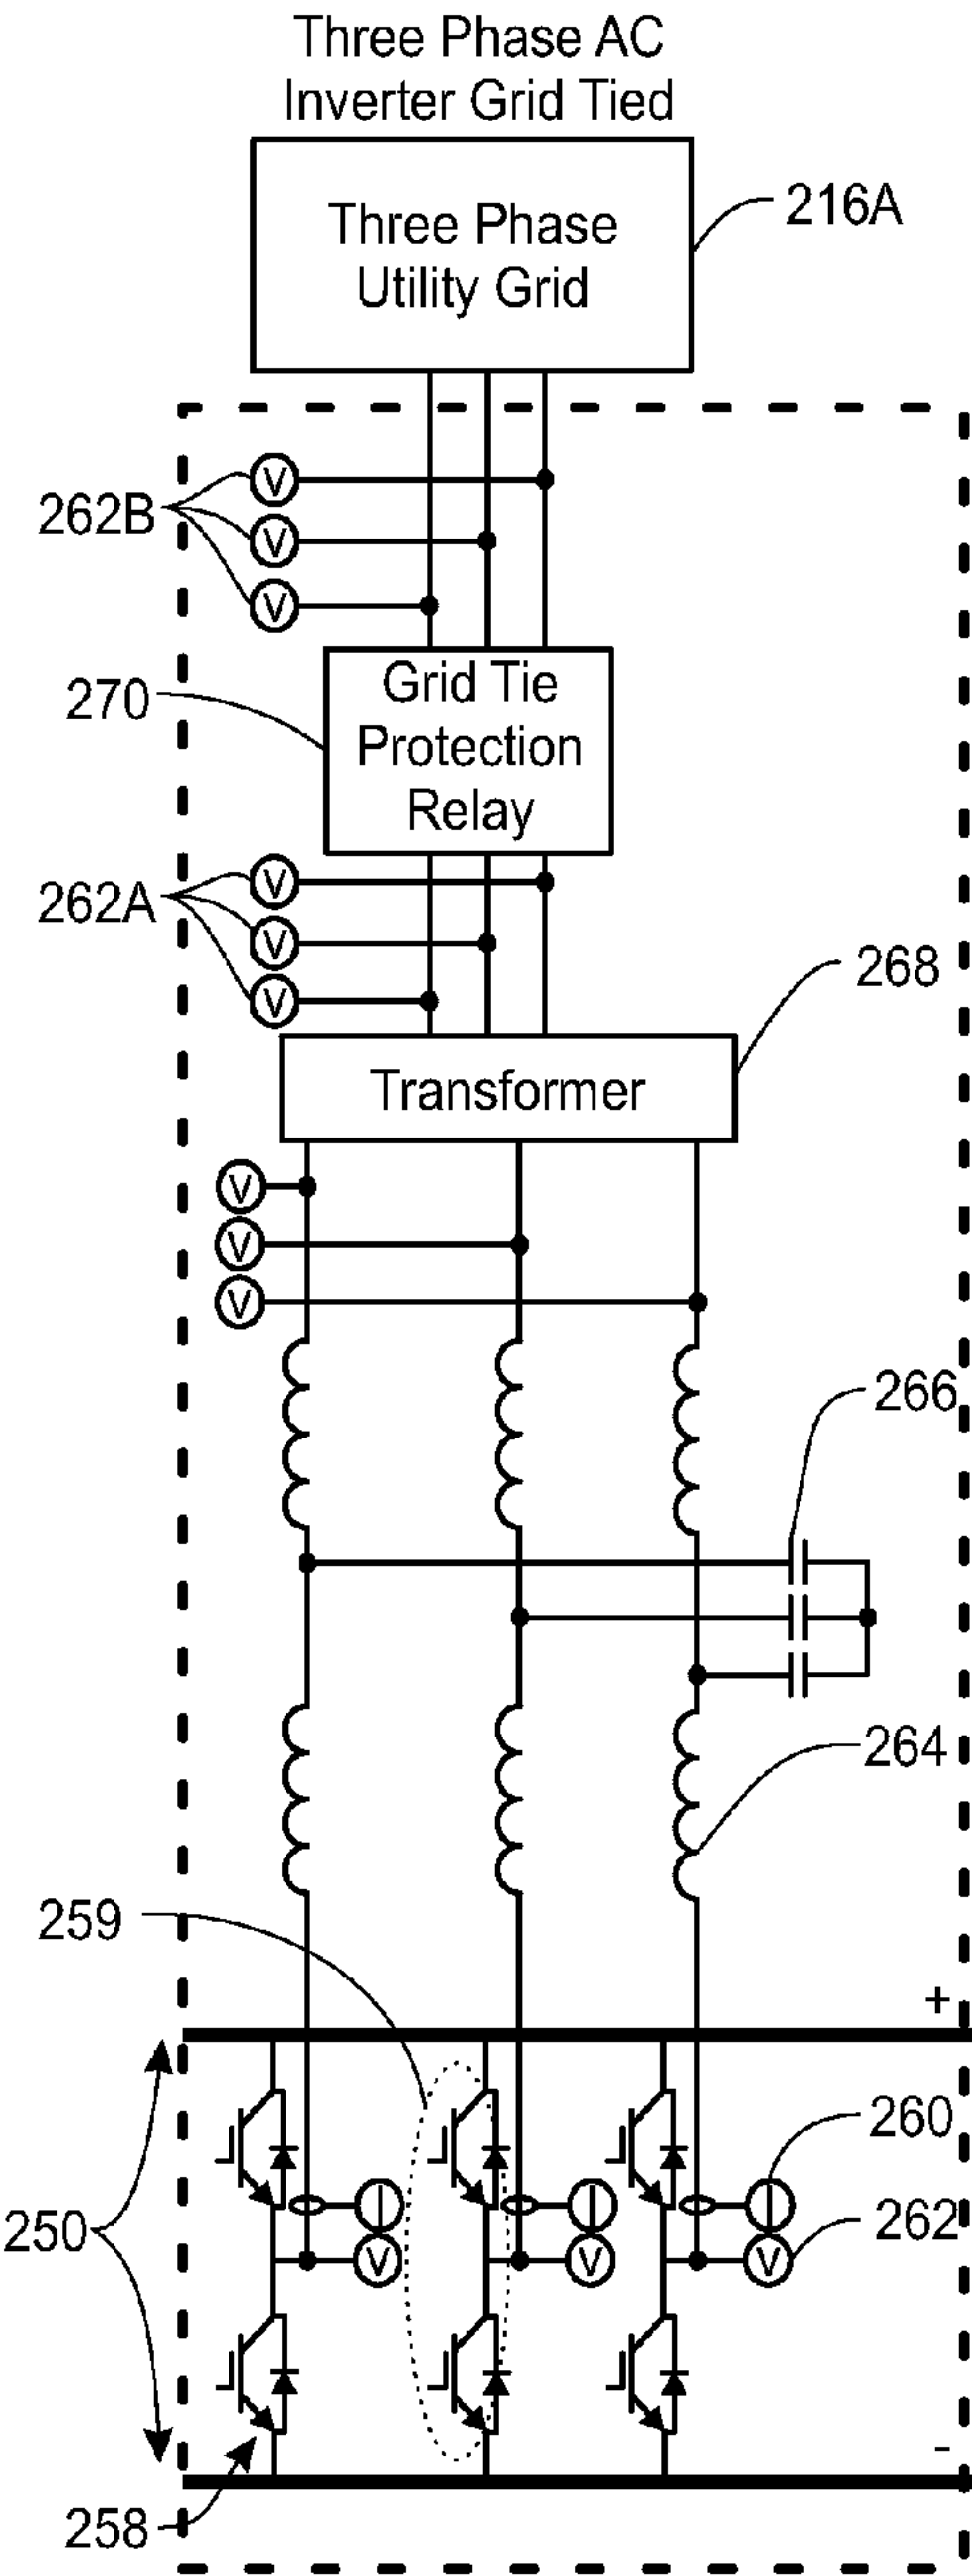 Three Phase AC
Inverter Grid Tied
Three Phase
Utility Grid
216A
V
262B
V
V
270
Grid Tie
Protection
Relay
V
262A
V
V
268
Transformer
V
V
V
266
264
259
+
260
I
I
I
250
V
V
V
262
-
258